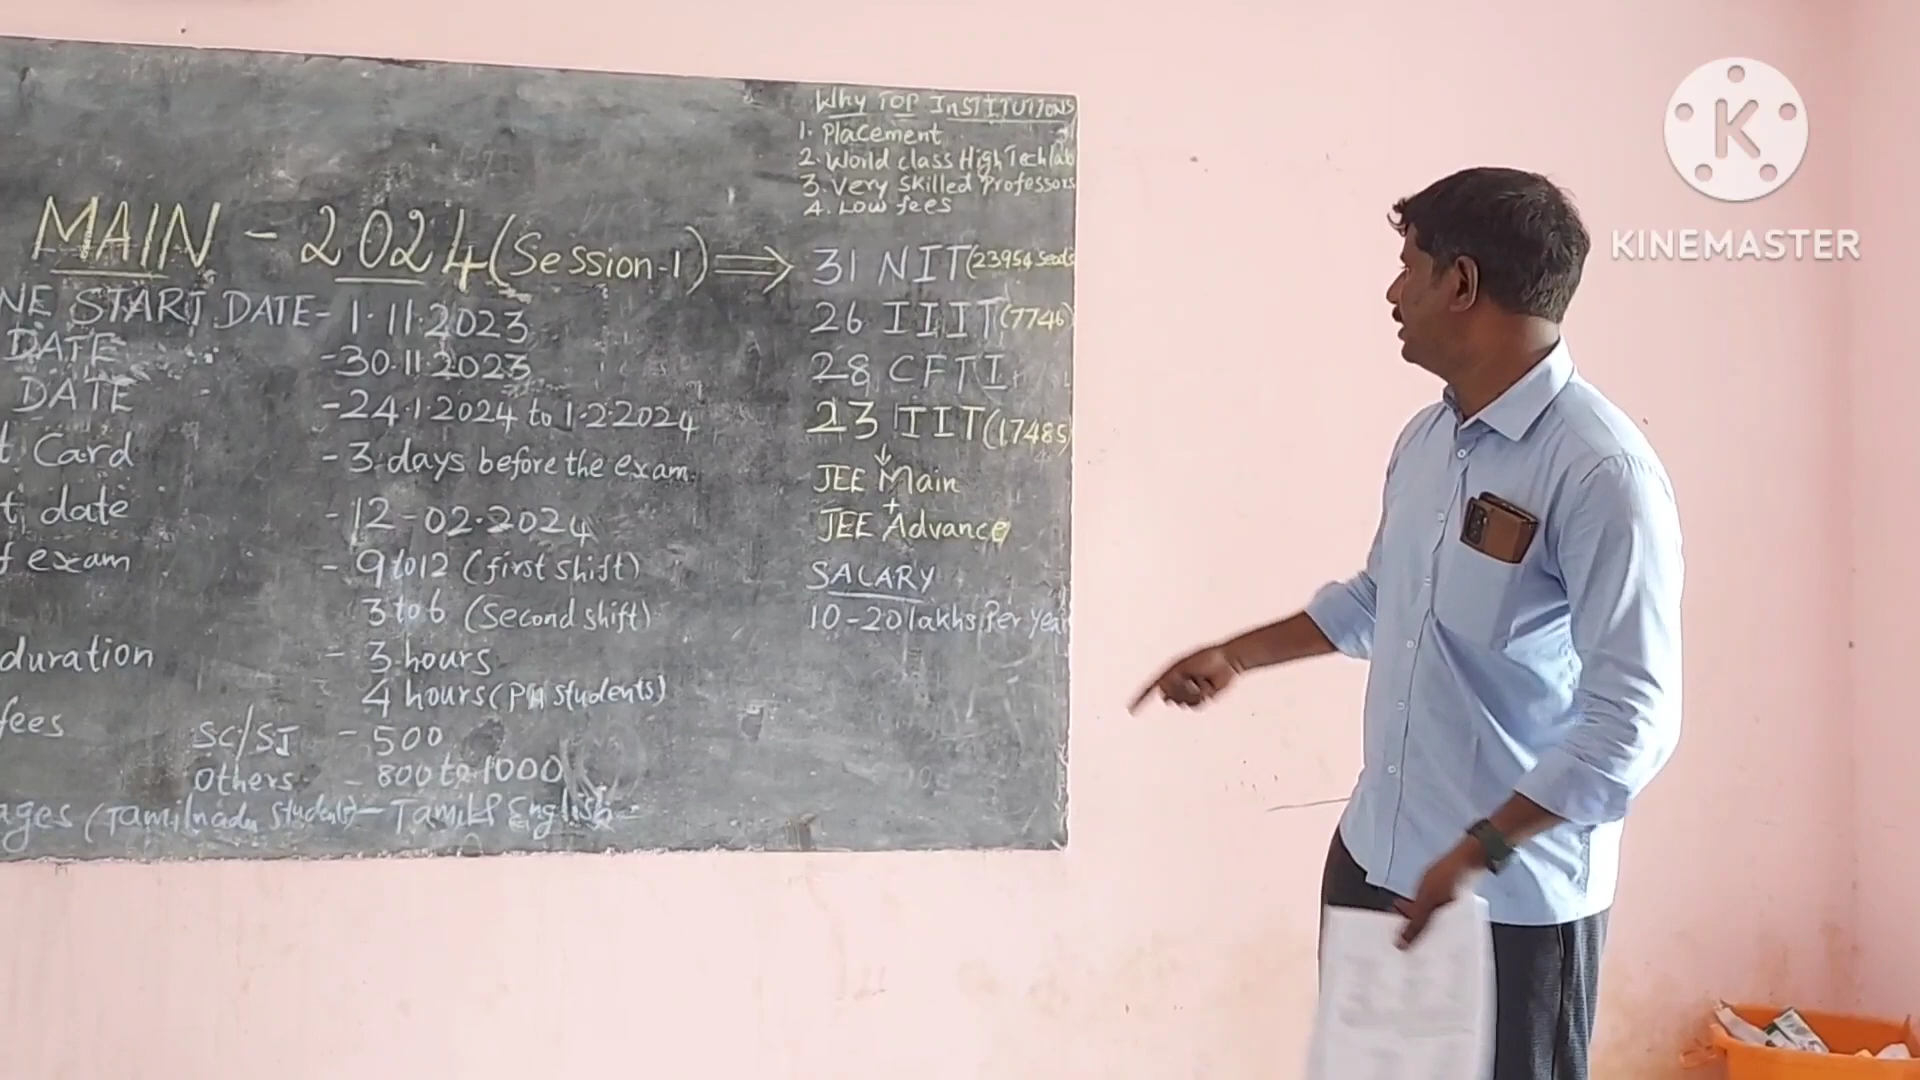 MAIN - 2024 (Session-1) ⇒
NE START DATE - 1.11.2023
DATE - 30.11.2023
DATE - 24.1.2024 to 1.2.2024
t Card - 3 days before the exam
t date - 12-02-2024
f exam - 9 to 12 (first shift)
3 to 6 (Second shift)
duration - 3 hours
4 hours (PH students)
fees SC/ST - 500
Others - 800 to 1000
ages (Tamilnadu Students) - Tamil & English
Why TOP INSTITUTIONS
1. Placement
2. World class High Tech lab
3. Very Skilled Professors
4. Low fees
31 NIT (23954 Seats
26 IIIT (7746)
28 CFTI
23 IIT (17485)
↓
JEE Main
+
JEE Advance
SALARY
10-20 lakhs Per Year
K
KINEMASTER